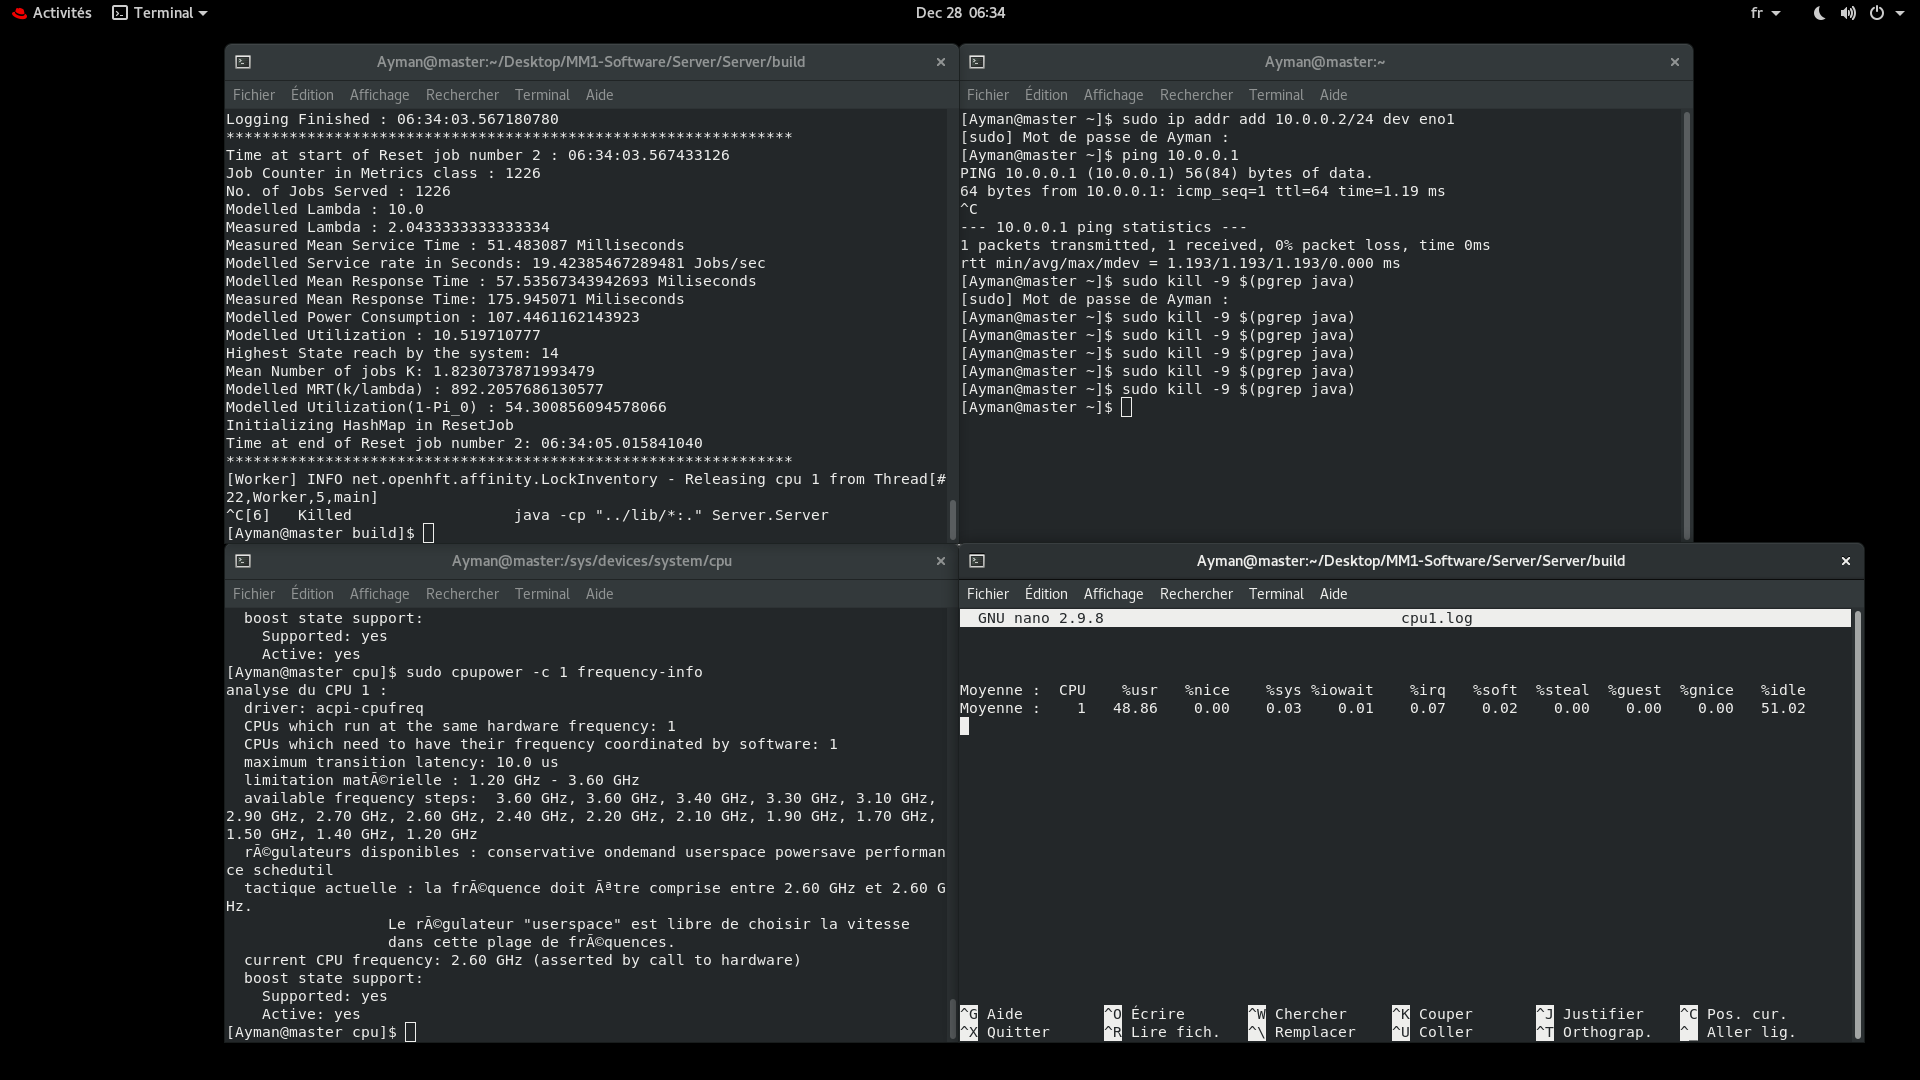 Activités Terminal Dec 28 06:34 fr
Ayman@master:~/Desktop/MM1-Software/Server/Server/build
Fichier Édition Affichage Rechercher Terminal Aide
Logging Finished : 06:34:03.567180780
***************************************************************
Time at start of Reset job number 2 : 06:34:03.567433126
Job Counter in Metrics class : 1226
No. of Jobs Served : 1226
Modelled Lambda : 10.0
Measured Lambda : 2.0433333333333334
Measured Mean Service Time : 51.483087 Milliseconds
Modelled Service rate in Seconds: 19.42385467289481 Jobs/sec
Modelled Mean Response Time : 57.53567343942693 Miliseconds
Measured Mean Response Time: 175.945071 Miliseconds
Modelled Power Consumption : 107.4461162143923
Modelled Utilization : 10.519710777
Highest State reach by the system: 14
Mean Number of jobs K: 1.8230737871993479
Modelled MRT(k/lambda) : 892.2057686130577
Modelled Utilization(1-Pi_0) : 54.300856094578066
Initializing HashMap in ResetJob
Time at end of Reset job number 2: 06:34:05.015841040
***************************************************************
[Worker] INFO net.openhft.affinity.LockInventory - Releasing cpu 1 from Thread[#
22,Worker,5,main]
^C[6]   Killed                  java -cp "../lib/*:." Server.Server
[Ayman@master build]$
Ayman@master:~
Fichier Édition Affichage Rechercher Terminal Aide
[Ayman@master ~]$ sudo ip addr add 10.0.0.2/24 dev eno1
[sudo] Mot de passe de Ayman :
[Ayman@master ~]$ ping 10.0.0.1
PING 10.0.0.1 (10.0.0.1) 56(84) bytes of data.
64 bytes from 10.0.0.1: icmp_seq=1 ttl=64 time=1.19 ms
^C
--- 10.0.0.1 ping statistics ---
1 packets transmitted, 1 received, 0% packet loss, time 0ms
rtt min/avg/max/mdev = 1.193/1.193/1.193/0.000 ms
[Ayman@master ~]$ sudo kill -9 $(pgrep java)
[sudo] Mot de passe de Ayman :
[Ayman@master ~]$ sudo kill -9 $(pgrep java)
[Ayman@master ~]$ sudo kill -9 $(pgrep java)
[Ayman@master ~]$ sudo kill -9 $(pgrep java)
[Ayman@master ~]$ sudo kill -9 $(pgrep java)
[Ayman@master ~]$ sudo kill -9 $(pgrep java)
[Ayman@master ~]$
Ayman@master:/sys/devices/system/cpu
Fichier Édition Affichage Rechercher Terminal Aide
boost state support:
Supported: yes
Active: yes
[Ayman@master cpu]$ sudo cpupower -c 1 frequency-info
analyse du CPU 1 :
driver: acpi-cpufreq
CPUs which run at the same hardware frequency: 1
CPUs which need to have their frequency coordinated by software: 1
maximum transition latency: 10.0 us
limitation matÃ©rielle : 1.20 GHz - 3.60 GHz
available frequency steps:  3.60 GHz, 3.60 GHz, 3.40 GHz, 3.30 GHz, 3.10 GHz,
2.90 GHz, 2.70 GHz, 2.60 GHz, 2.40 GHz, 2.20 GHz, 2.10 GHz, 1.90 GHz, 1.70 GHz,
1.50 GHz, 1.40 GHz, 1.20 GHz
rÃ©gulateurs disponibles : conservative ondemand userspace powersave performan
ce schedutil
tactique actuelle : la frÃ©quence doit Ãªtre comprise entre 2.60 GHz et 2.60 G
Hz.
Le rÃ©gulateur "userspace" est libre de choisir la vitesse
dans cette plage de frÃ©quences.
current CPU frequency: 2.60 GHz (asserted by call to hardware)
boost state support:
Supported: yes
Active: yes
[Ayman@master cpu]$
Ayman@master:~/Desktop/MM1-Software/Server/Server/build
Fichier Édition Affichage Rechercher Terminal Aide
GNU nano 2.9.8 cpu1.log
Moyenne :  CPU    %usr   %nice    %sys %iowait    %irq   %soft  %steal  %guest  %gnice   %idle
Moyenne :    1   48.86    0.00    0.03    0.01    0.07    0.02    0.00    0.00    0.00   51.02
^G Aide ^O Écrire ^W Chercher ^K Couper ^J Justifier ^C Pos. cur.
^X Quitter ^R Lire fich. ^\ Remplacer ^U Coller ^T Orthograp. ^_ Aller lig.